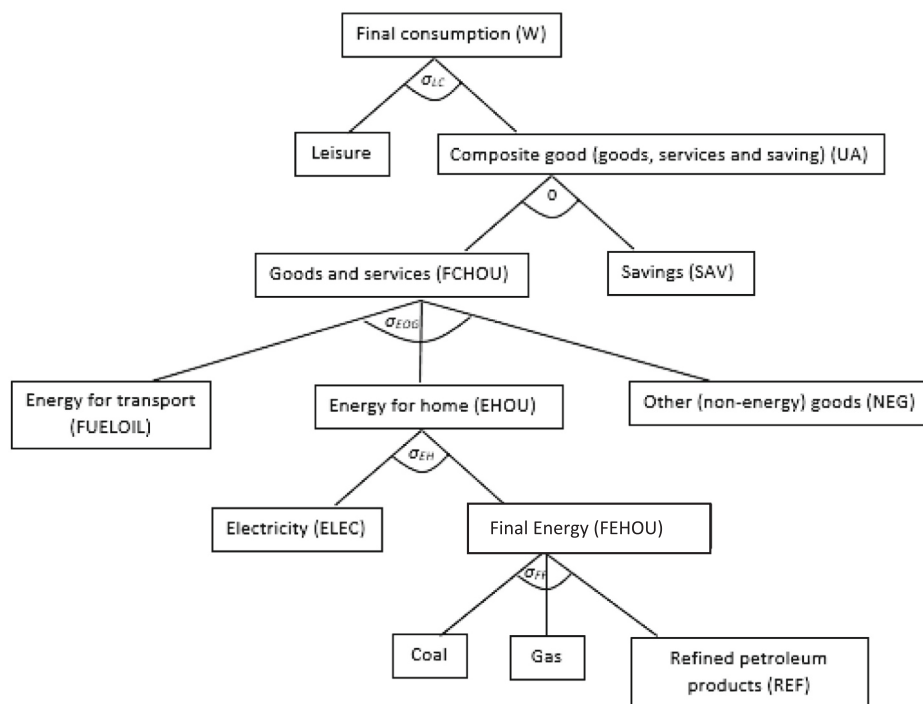 Final consumption (W)
σLC
Leisure
Composite good (goods, services and saving) (UA)
0
Goods and services (FCHOU)
Savings (SAV)
σEOG
Energy for transport
(FUELOIL)
Energy for home (EHOU)
Other (non-energy) goods (NEG)
σEH
Electricity (ELEC)
Final Energy (FEHOU)
σFF
Coal
Gas
Refined petroleum
products (REF)